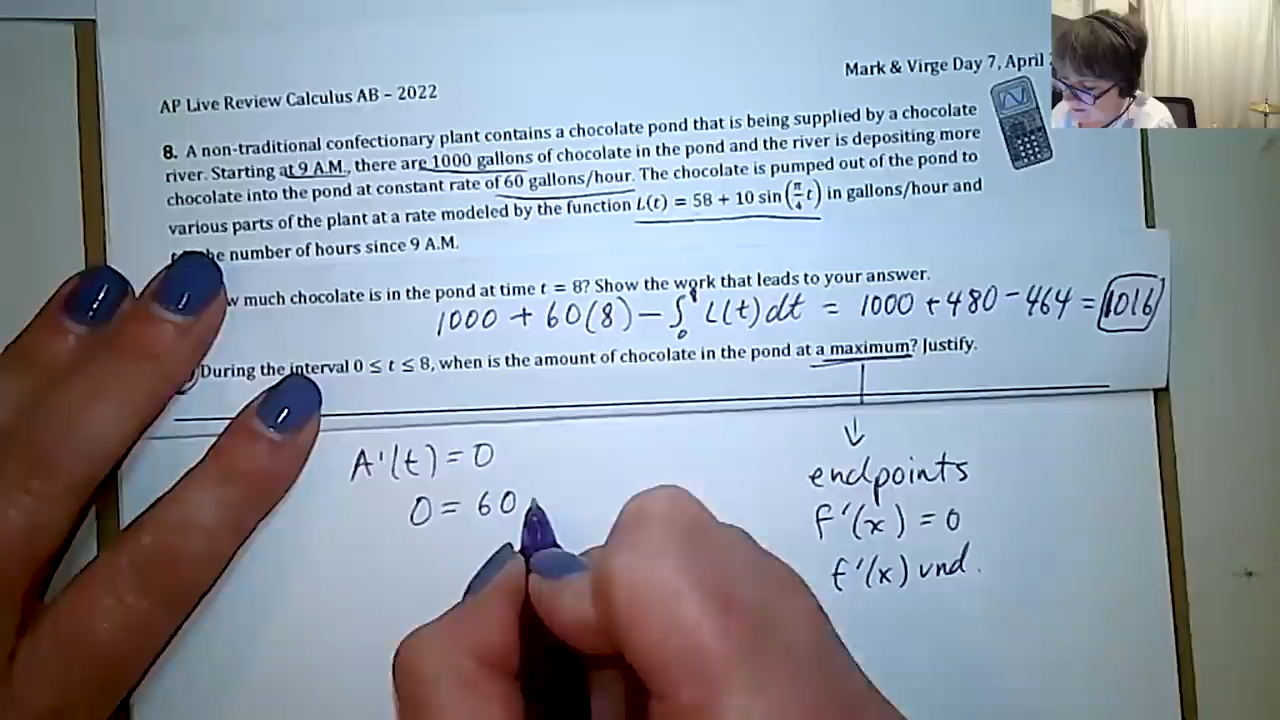 AP Live Review Calculus AB – 2022
Mark & Virge Day 7, April
8. A non-traditional confectionary plant contains a chocolate pond that is being supplied by a chocolate
river. Starting at 9 A.M., there are 1000 gallons of chocolate in the pond and the river is depositing more
chocolate into the pond at constant rate of 60 gallons/hour. The chocolate is pumped out of the pond to
various parts of the plant at a rate modeled by the function L(t) = 58 + 10 sin(π/4 t) in gallons/hour and
the number of hours since 9 A.M.
much chocolate is in the pond at time t = 8? Show the work that leads to your answer.
1000 + 60(8) − ∫₀⁸ L(t)dt = 1000 + 480 − 464 = 1016
During the interval 0 ≤ t ≤ 8, when is the amount of chocolate in the pond at a maximum? Justify.
A'(t) = 0
0 = 60
endpoints
f'(x) = 0
f'(x) und.